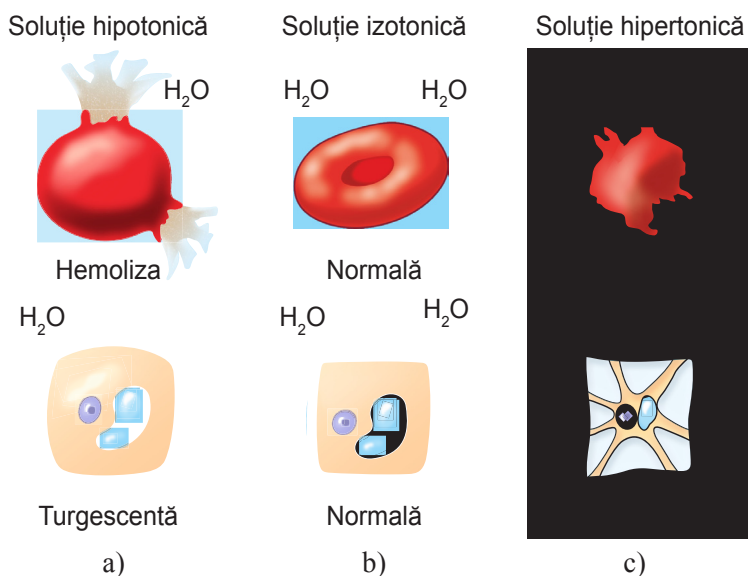 Soluție hipotonică Soluție izotonică Soluție hipertonică
H₂O H₂O H₂O
Hemoliza Normală
H₂O H₂O H₂O
Turgescentă Normală
a) b) c)